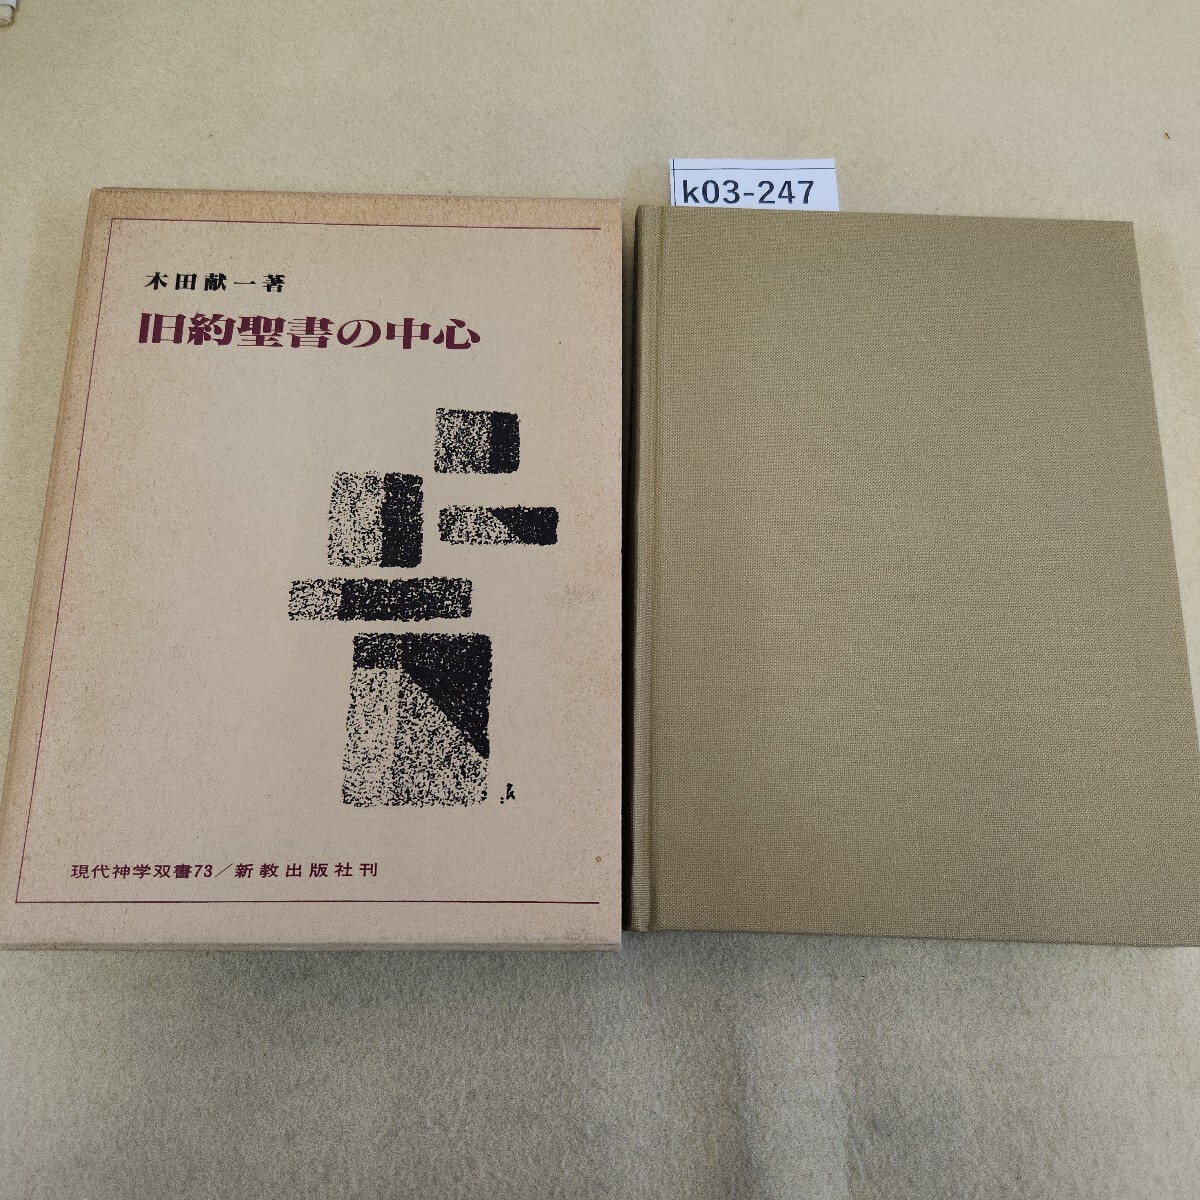 k03-247
木田献一著
旧約聖書の中心
現代神学双書73／新教出版社刊